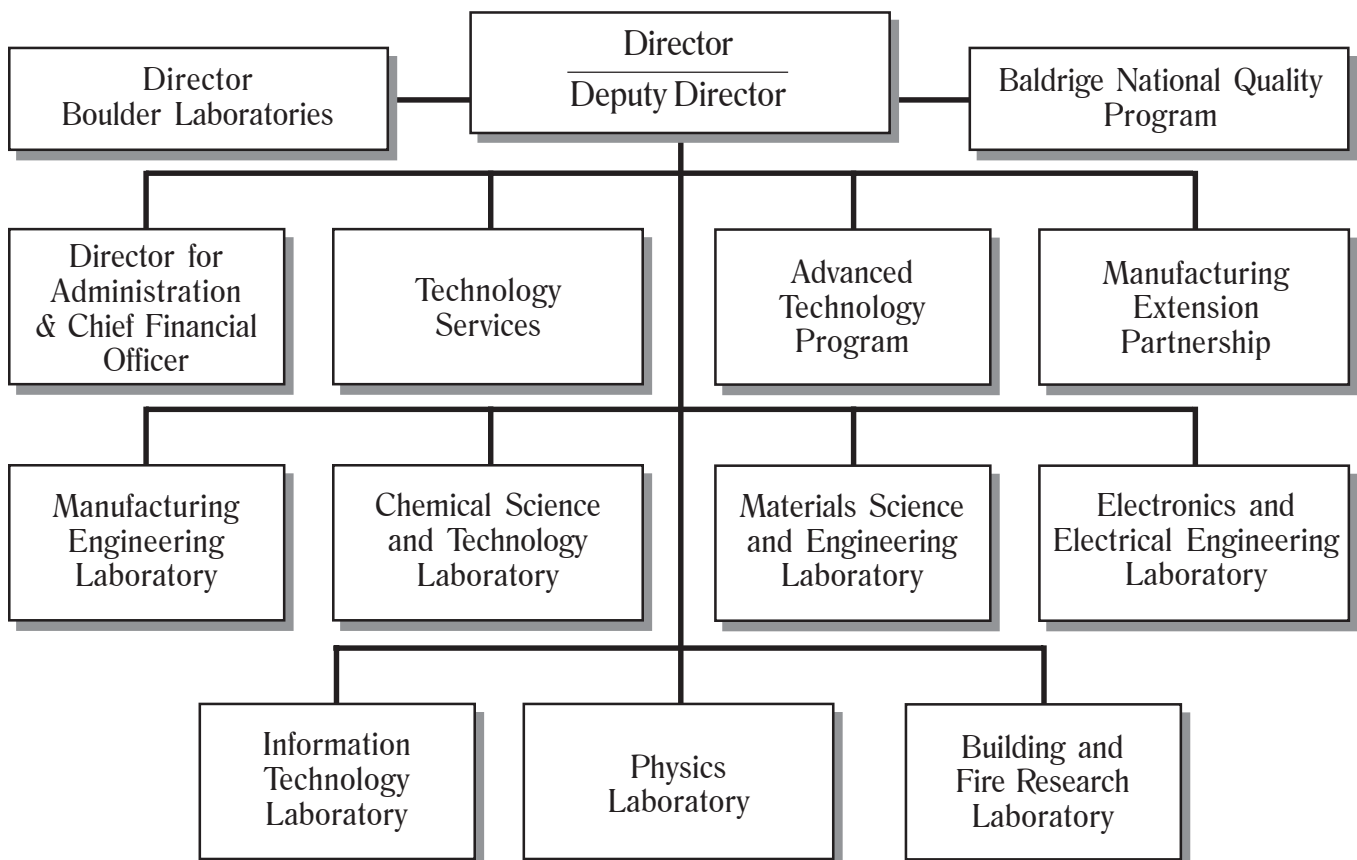 Director
Deputy Director
Director
Boulder Laboratories
Baldrige National Quality
Program
Director for
Administration
& Chief Financial
Officer
Technology
Services
Advanced
Technology
Program
Manufacturing
Extension
Partnership
Manufacturing
Engineering
Laboratory
Chemical Science
and Technology
Laboratory
Materials Science
and Engineering
Laboratory
Electronics and
Electrical Engineering
Laboratory
Information
Technology
Laboratory
Physics
Laboratory
Building and
Fire Research
Laboratory